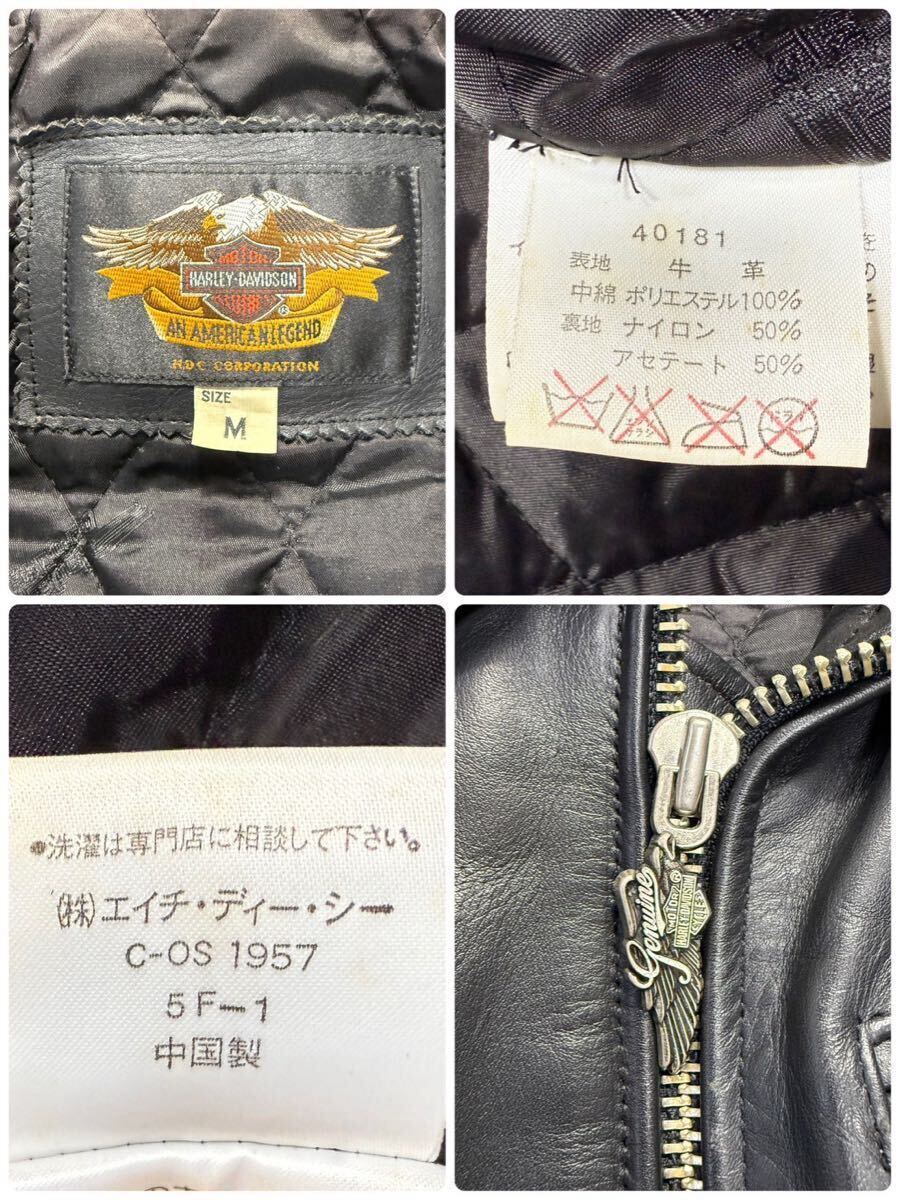 MOTOR
HARLEY-DAVIDSON
®
AN AMERICAN LEGEND
H.D.C. CORPORATION
SIZE
M
40181
表地 牛革
中綿 ポリエステル100%
裏地 ナイロン 50%
アセテート 50%
•洗濯は専門店に相談して下さい。
(株)エイチ・ディー・シー
C-OS 1957
5F-1
中国製
Genuine
MOTOR
HARLEY-DAVIDSON
CYCLES
®